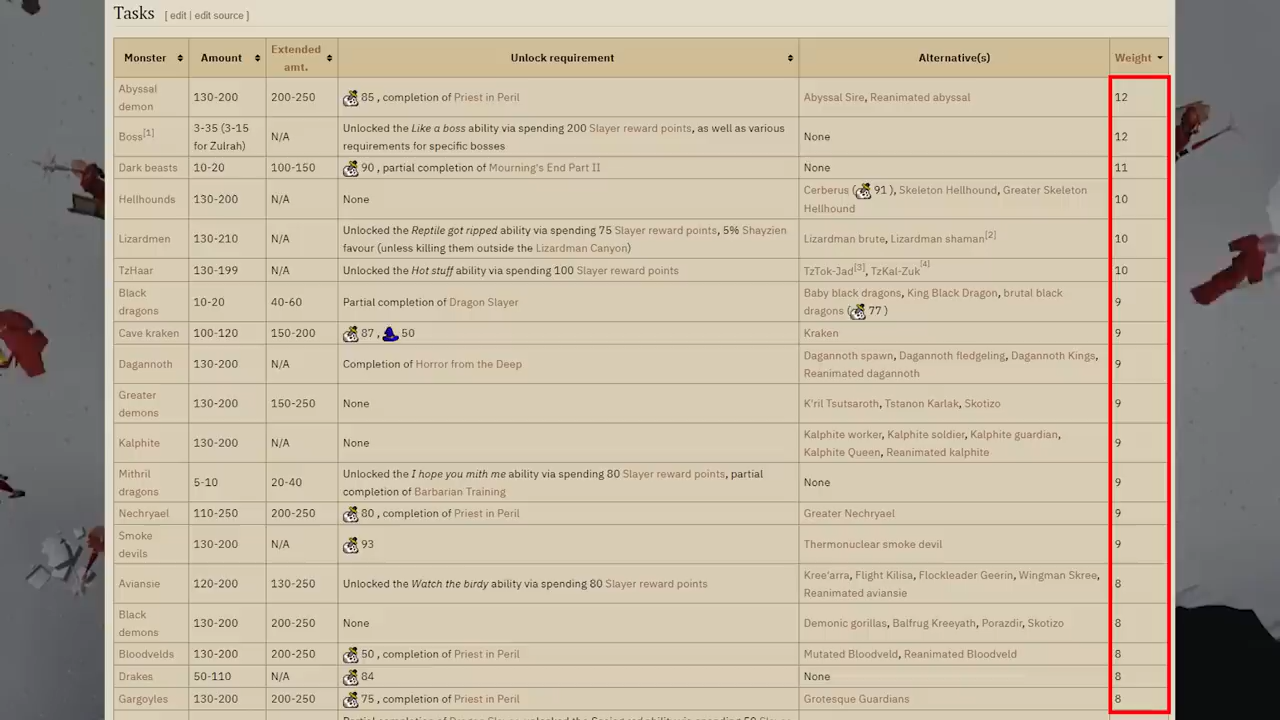 Tasks [ edit | edit source ]
Monster Amount Extended amt. Unlock requirement Alternative(s) Weight
Abyssal demon 130-200 200-250 85 , completion of Priest in Peril Abyssal Sire, Reanimated abyssal 12
Boss[1] 3-35 (3-15 for Zulrah) N/A Unlocked the Like a boss ability via spending 200 Slayer reward points, as well as various requirements for specific bosses None 12
Dark beasts 10-20 100-150 90 , partial completion of Mourning's End Part II None 11
Hellhounds 130-200 N/A None Cerberus ( 91 ), Skeleton Hellhound, Greater Skeleton Hellhound 10
Lizardmen 130-210 N/A Unlocked the Reptile got ripped ability via spending 75 Slayer reward points, 5% Shayzien favour (unless killing them outside the Lizardman Canyon) Lizardman brute, Lizardman shaman[2] 10
TzHaar 130-199 N/A Unlocked the Hot stuff ability via spending 100 Slayer reward points TzTok-Jad[3], TzKal-Zuk[4] 10
Black dragons 10-20 40-60 Partial completion of Dragon Slayer Baby black dragons, King Black Dragon, brutal black dragons ( 77 ) 9
Cave kraken 100-120 150-200 87 , 50 Kraken 9
Dagannoth 130-200 N/A Completion of Horror from the Deep Dagannoth spawn, Dagannoth fledgeling, Dagannoth Kings, Reanimated dagannoth 9
Greater demons 130-200 150-250 None K'ril Tsutsaroth, Tstanon Karlak, Skotizo 9
Kalphite 130-200 N/A None Kalphite worker, Kalphite soldier, Kalphite guardian, Kalphite Queen, Reanimated kalphite 9
Mithril dragons 5-10 20-40 Unlocked the I hope you mith me ability via spending 80 Slayer reward points, partial completion of Barbarian Training None 9
Nechryael 110-250 200-250 80 , completion of Priest in Peril Greater Nechryael 9
Smoke devils 130-200 N/A 93 Thermonuclear smoke devil 9
Aviansie 120-200 130-250 Unlocked the Watch the birdy ability via spending 80 Slayer reward points Kree'arra, Flight Kilisa, Flockleader Geerin, Wingman Skree, Reanimated aviansie 8
Black demons 130-200 200-250 None Demonic gorillas, Balfrug Kreeyath, Porazdir, Skotizo 8
Bloodvelds 130-200 200-250 50 , completion of Priest in Peril Mutated Bloodveld, Reanimated Bloodveld 8
Drakes 50-110 N/A 84 None 8
Gargoyles 130-200 200-250 75 , completion of Priest in Peril Grotesque Guardians 8